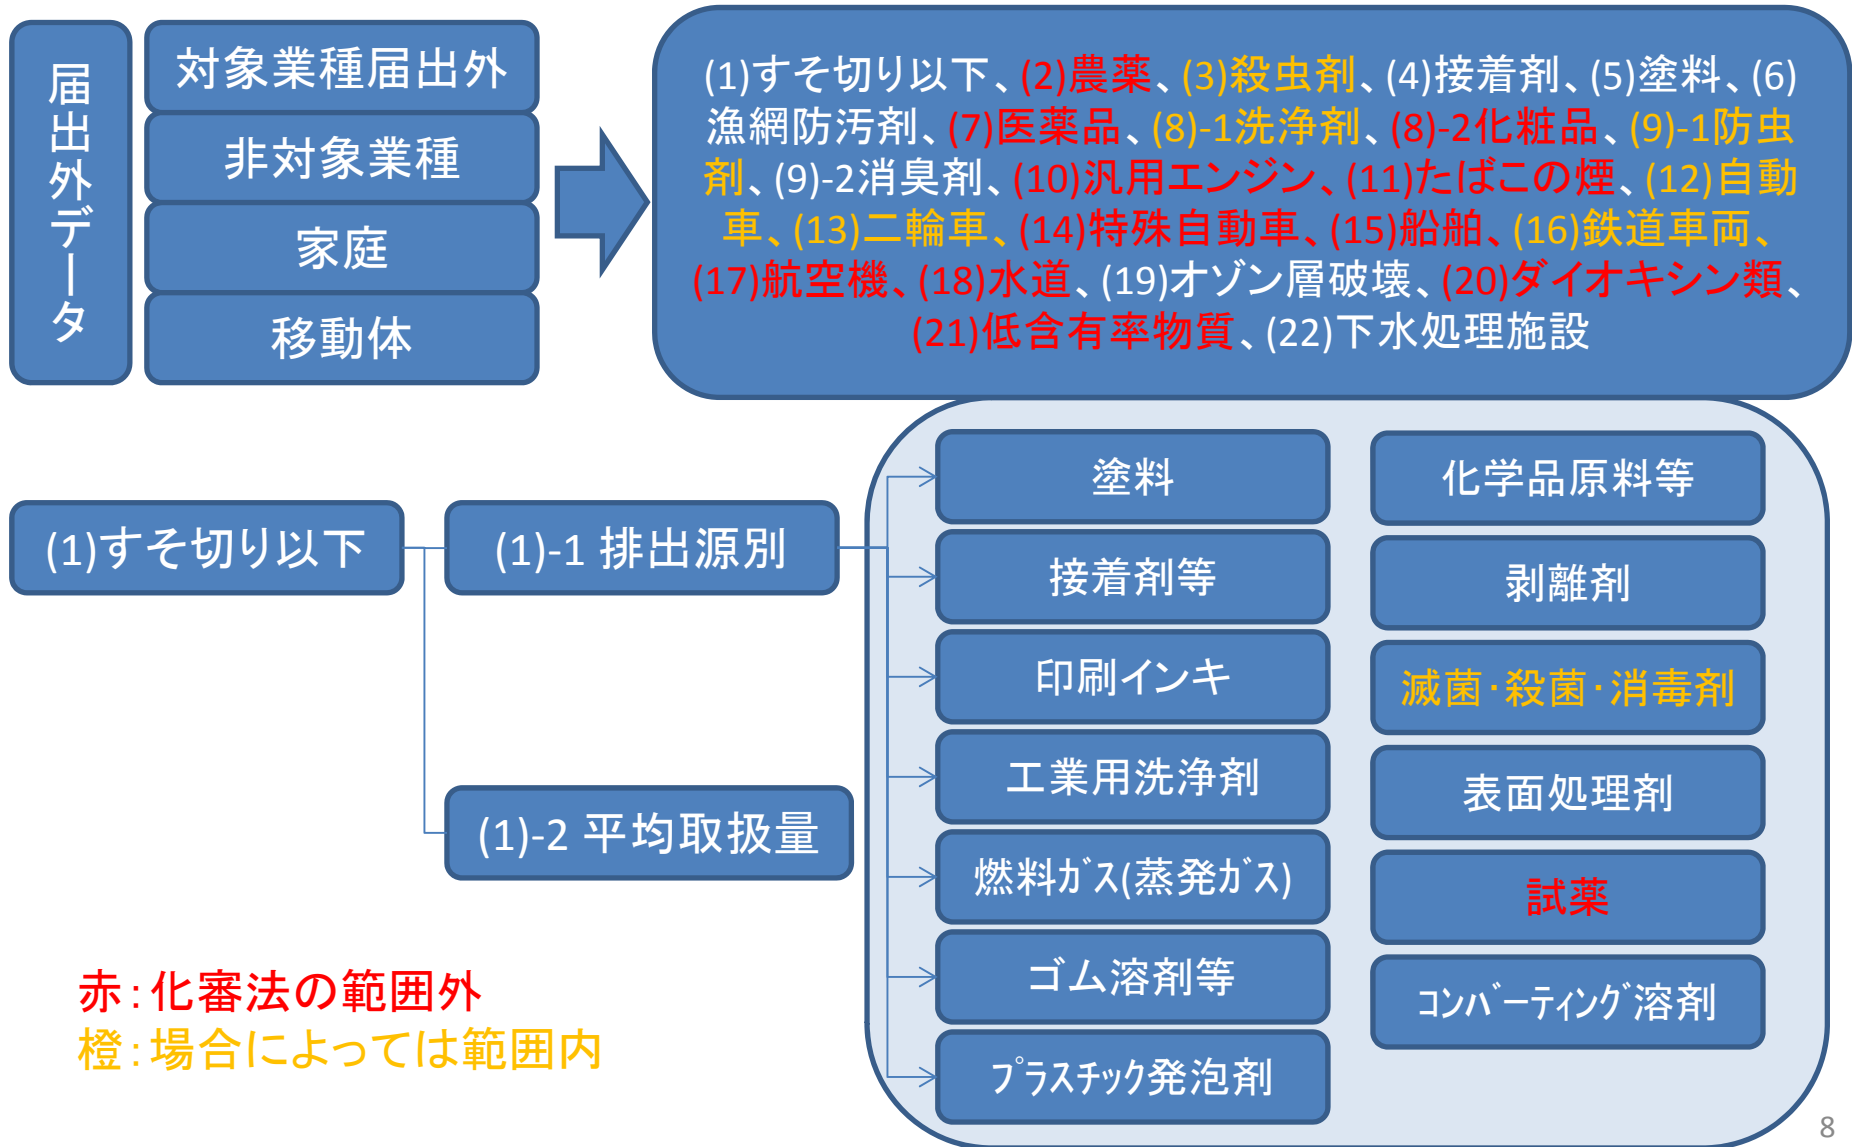 届出外データ
対象業種届出外
非対象業種
家庭
移動体
(1)すそ切り以下、(2)農薬、(3)殺虫剤、(4)接着剤、(5)塗料、(6)
漁網防汚剤、(7)医薬品、(8)-1洗浄剤、(8)-2化粧品、(9)-1防虫
剤、(9)-2消臭剤、(10)汎用エンジン、(11)たばこの煙、(12)自動
車、(13)二輪車、(14)特殊自動車、(15)船舶、(16)鉄道車両、
(17)航空機、(18)水道、(19)オゾン層破壊、(20)ダイオキシン類、
(21)低含有率物質、(22)下水処理施設
(1)すそ切り以下
(1)-1 排出源別
(1)-2 平均取扱量
塗料
接着剤等
印刷インキ
工業用洗浄剤
燃料ｶﾞｽ(蒸発ｶﾞｽ)
ゴム溶剤等
ﾌﾟﾗｽﾁｯｸ発泡剤
化学品原料等
剥離剤
滅菌･殺菌･消毒剤
表面処理剤
試薬
ｺﾝﾊﾞｰﾃｨﾝｸﾞ溶剤
赤：化審法の範囲外
橙：場合によっては範囲内
8